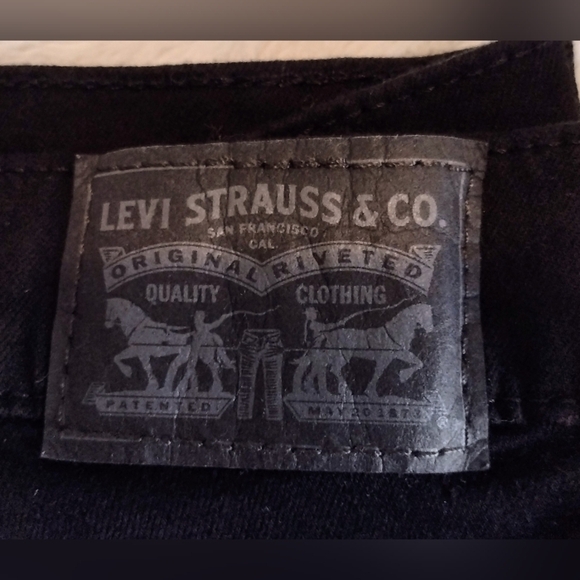 LEVI STRAUSS & CO.
SAN FRANCISCO
CAL.
ORIGINAL RIVETED
QUALITY CLOTHING
PATENTED MAY 20 1873
®